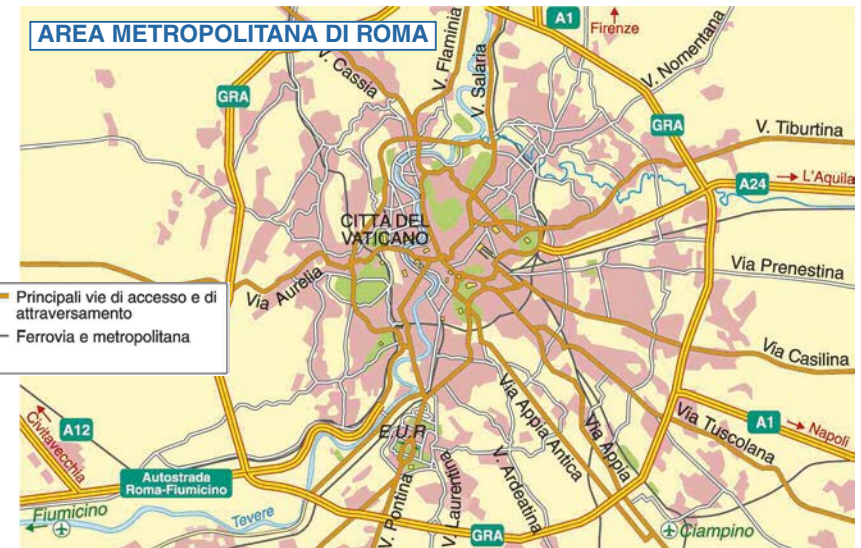 AREA METROPOLITANA DI ROMA
A1
Firenze
V. Cassia
V. Flaminia
V. Salaria
V. Nomentana
GRA
GRA
V. Tiburtina
A24
L'Aquila
CITTÀ DEL
VATICANO
Via Prenestina
Via Aurelia
Principali vie di accesso e di
attraversamento
Ferrovia e metropolitana
Via Casilina
Via Appia Antica
Via Appia
Via Tuscolana
A1
Napoli
Civitavecchia
A12
E.U.R
Autostrada
Roma-Fiumicino
Fiumicino
Tevere
V. Pontina
V. Laurentina
V. Ardeatina
GRA
Ciampino